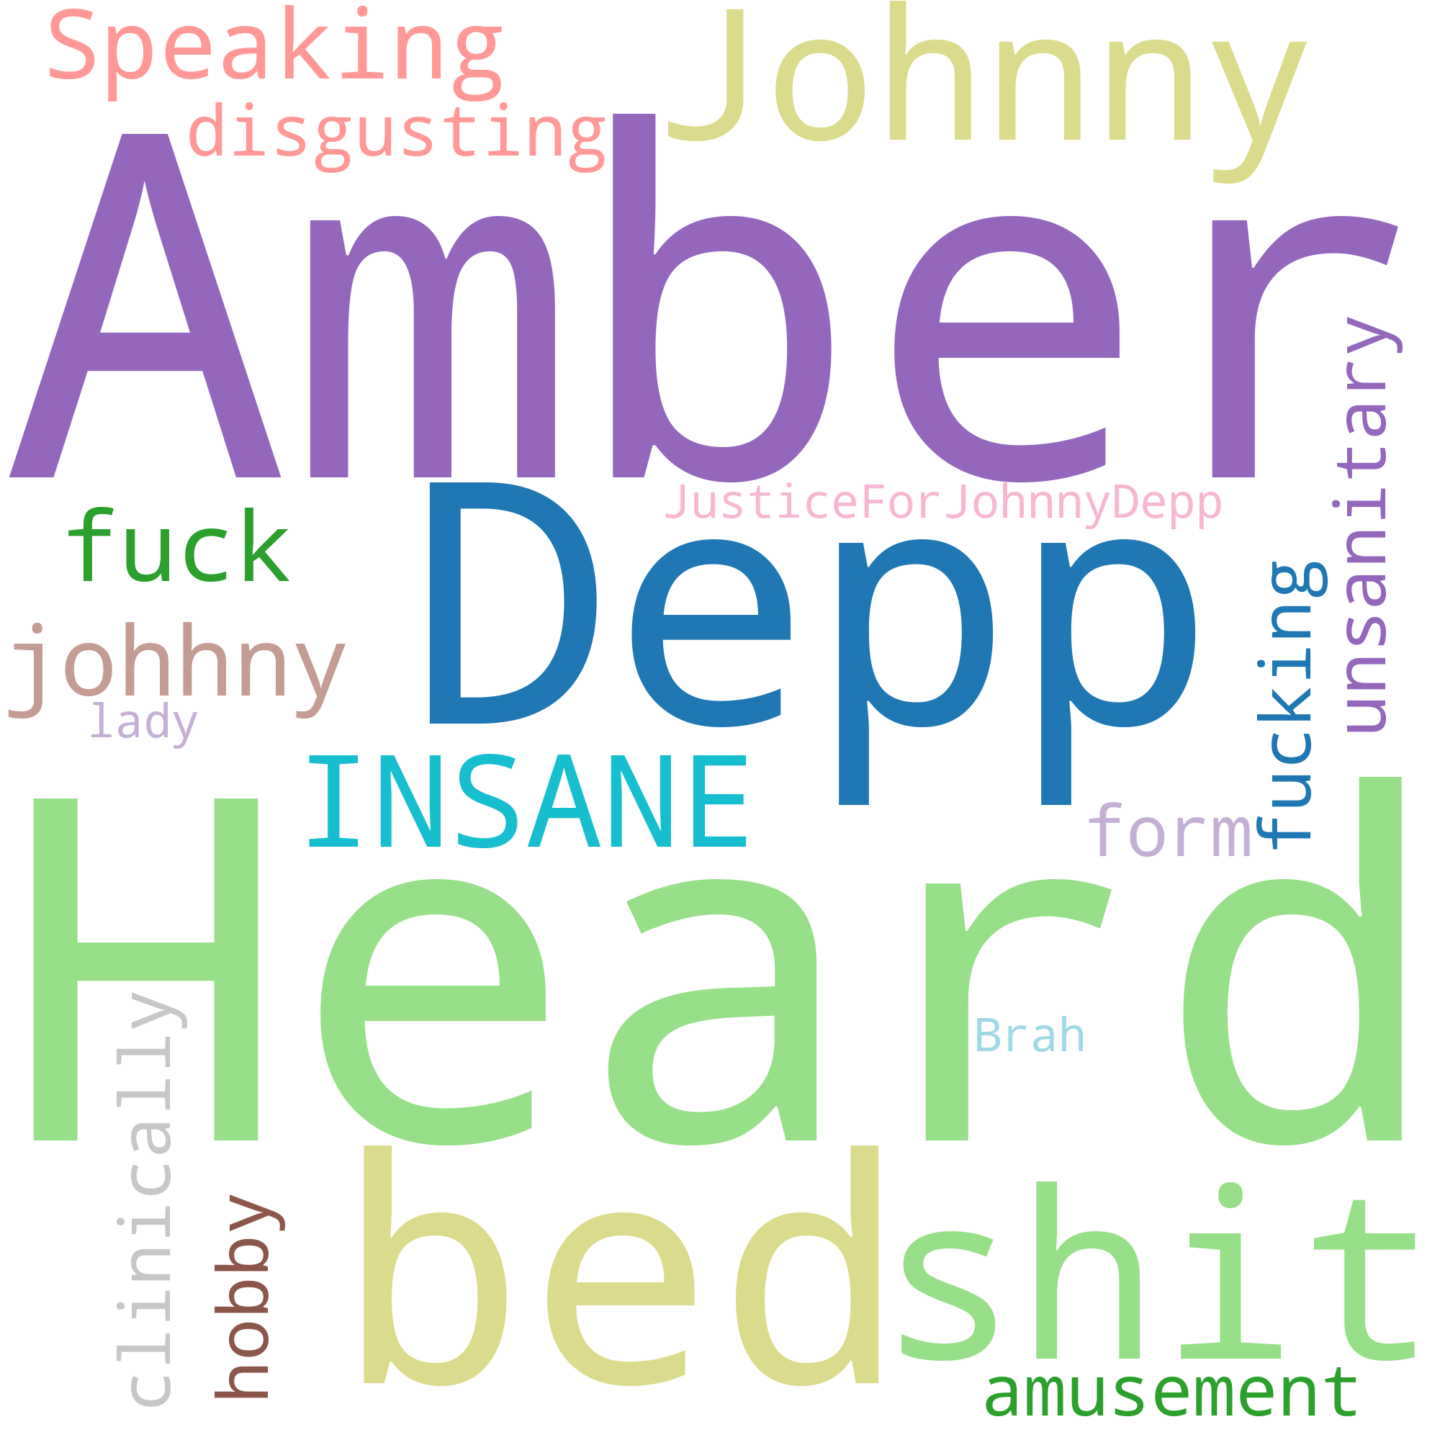 Speaking
Johnny
disgusting
Amber
unsanitary
JusticeForJohnnyDepp
fuck
Depp
fucking
johhny
lady
INSANE
form
Heard
clinically
Brah
hobby
bed
shit
amusement